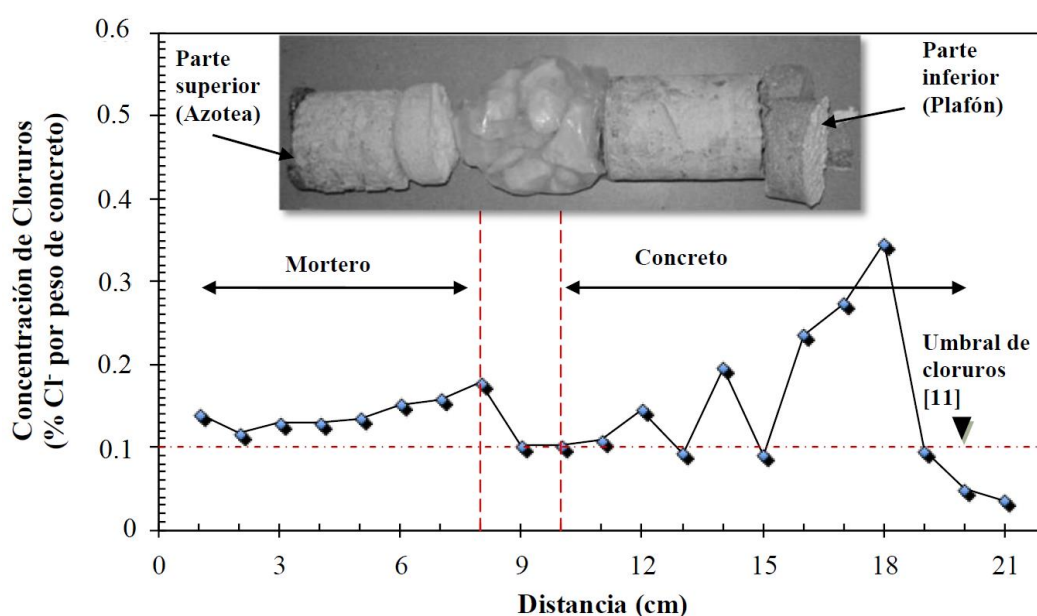 Concentración de Cloruros
(% Cl⁻ por peso de concreto)
0.6
0.5
0.4
0.3
0.2
0.1
0
Parte
superior
(Azotea)
Parte
inferior
(Plafón)
Mortero
Concreto
Umbral de
cloruros
[11]
0
3
6
9
12
15
18
21
Distancia (cm)